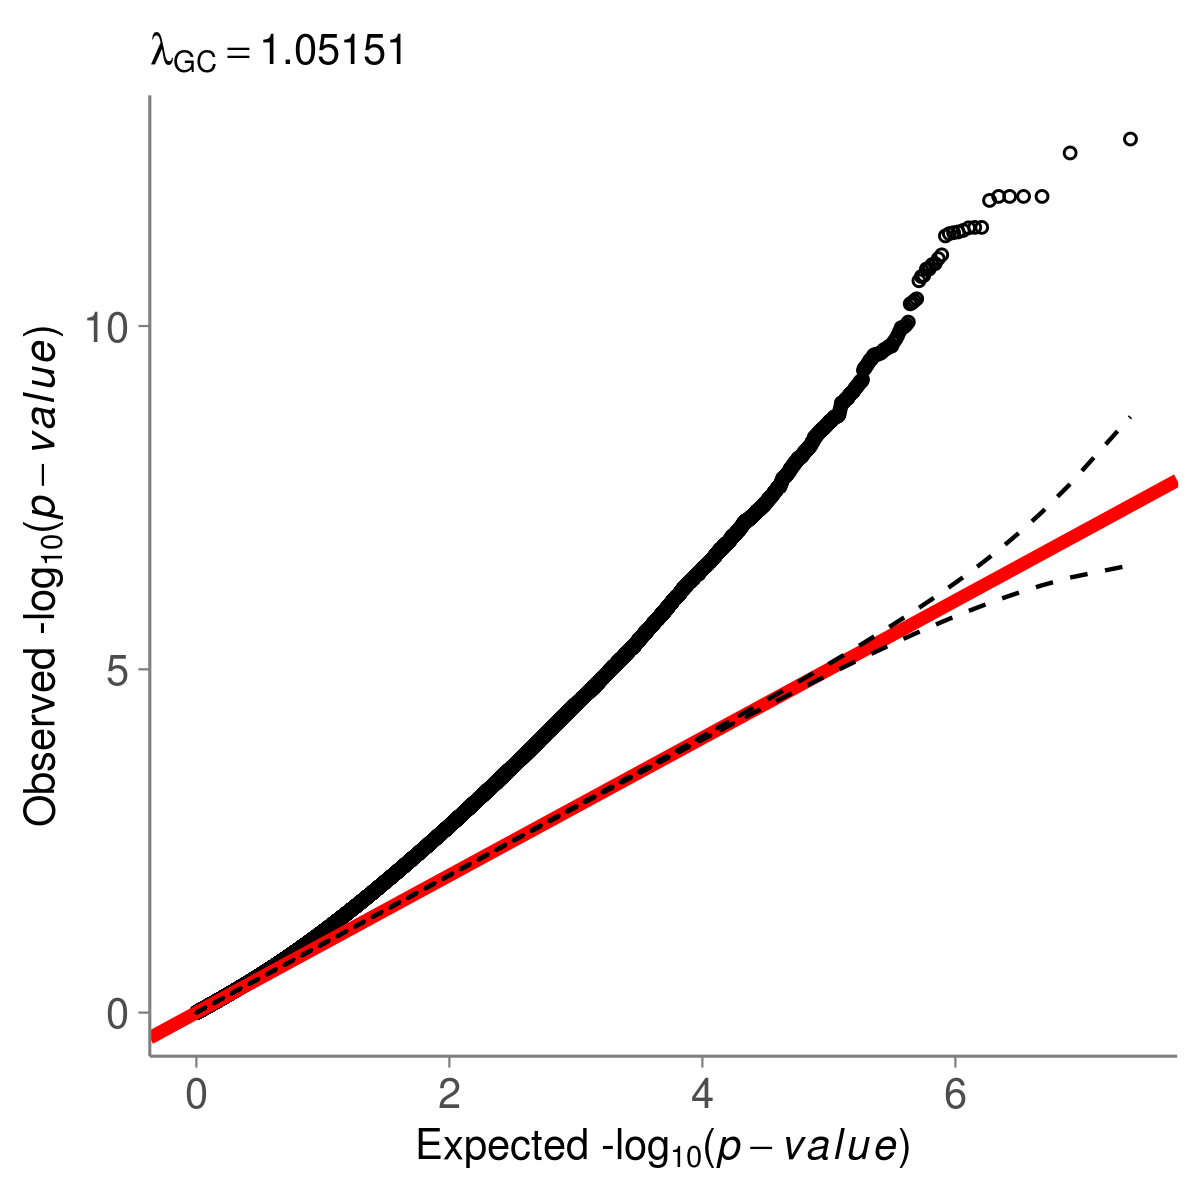 λGC = 1.05151
Observed -log10(p − value)
10
5
0
0 2 4 6
Expected -log10(p − value)